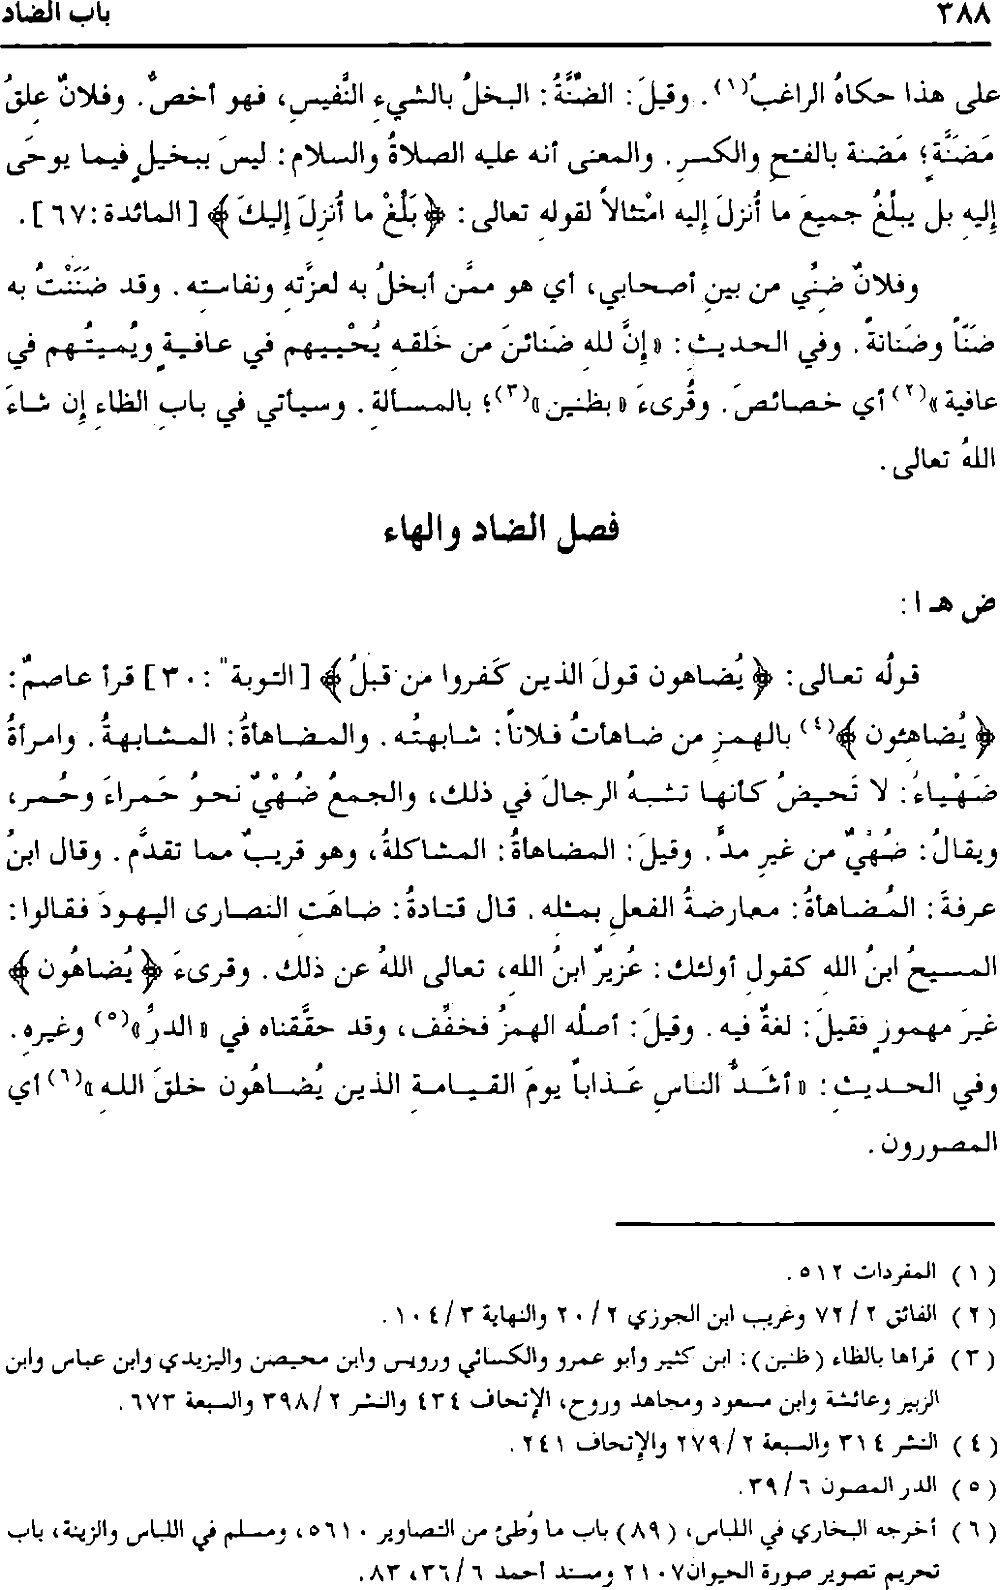 ٣٨٨ باب الضاد
على هذا حكاهُ الراغبُ(١). وقيلَ: الضِّنَّةُ: البخلُ بالشيءِ النَّفيسِ، فهو أخصُّ. وفلانٌ عِلقُ
مَضَنَّةٍ؛ مَضنة بالفتحِ والكسرِ. والمعنى أنه عليه الصلاةُ والسلام: ليسَ ببخيلٍ فيما يوحَى
إليهِ بل يبلِّغُ جميعَ ما أُنزلَ إليه امْتثالاً لقولهِ تعالى: ﴿ بَلِّغْ ما أُنزِلَ إِليكَ ﴾ [المائدة:٦٧].
وفلانٌ ضِنِّي من بينِ أصحابي، أي هو ممَّن أبخلُ به لعزَّتهِ ونفاستهِ. وقد ضَنَنْتُ به
ضَنّاً وضَنانةً. وفي الحديثِ: «إِنَّ للهِ ضَنائنَ من خَلقهِ يُحْييهم في عافيةٍ ويُميتُهم في
عافية»(٢) أي خصائصَ. وقُرىءَ «بظنين»(٣)؛ بالمسألةِ. وسيأتي في بابِ الظاءِ إِن شاءَ
اللهُ تعالى.
فصل الضاد والهاء
ض هـ ا:
قولُه تعالى: ﴿ يُضاهون قولَ الذين كَفروا من قبلُ ﴾ [التوبة :٣٠] قرأ عاصمٌ:
﴿ يُضاهِئون ﴾(٤) بالهمزِ من ضاهأتُ فلاناً: شابهتُه. والمضاهأةُ: المشابهةُ. وامرأةٌ
ضَهْياءُ: لا تَحيضُ كأنها تشبهُ الرجالَ في ذلك، والجمعُ ضُهْيٌ نحوُ حَمراءَ وحُمر،
ويقالُ: ضُهْيٌ من غيرِ مدٍّ. وقيلَ: المضاهأةُ: المشاكلةُ، وهو قريبٌ مما تقدَّم. وقال ابنُ
عرفةَ: المُضاهأةُ: معارضةُ الفعلِ بمثلهِ. قال قتادةُ: ضاهَتِ النصارى اليهودَ فقالوا:
المسيحُ ابنُ اللهِ كقولِ أولئك: عُزيرٌ ابنُ اللهِ، تعالى اللهُ عن ذلك. وقرىءَ ﴿ يُضاهُون ﴾
غيرَ مهموزٍ فقيلَ: لغةٌ فيه. وقيلَ: أصلُه الهمزُ فخفِّف، وقد حقَّقناه في «الدرِّ»(٥) وغيرهِ.
وفي الحديثِ: «أشَدُّ الناسِ عَذاباً يومَ القيامةِ الذين يُضاهُون خلقَ اللهِ»(٦) أي
المصورون.
(١) المفردات ٥١٢.
(٢) الفائق ٢/ ٧٢ وغريب ابن الجوزي ٢/ ٢٠ والنهاية ٣/ ١٠٤.
(٣) قرأها بالظاء (ظنين): ابن كثير وأبو عمرو والكسائي ورويس وابن محيصن واليزيدي وابن عباس وابن
الزبير وعائشة وابن مسعود ومجاهد وروح، الإتحاف ٤٣٤ والنشر ٢/ ٣٩٨ والسبعة ٦٧٣.
(٤) النشر ٣١٤ والسبعة ٢/ ٢٧٩ والإتحاف ٢٤١.
(٥) الدر المصون ٦/ ٣٩.
(٦) أخرجه البخاري في اللباس، (٨٩) باب ما وُطئ من التصاوير ٥٦١٠، ومسلم في اللباس والزينة، باب
تحريم تصوير صورة الحيوان٢١٠٧ ومسند أحمد ٦/ ٣٦، ٨٣.